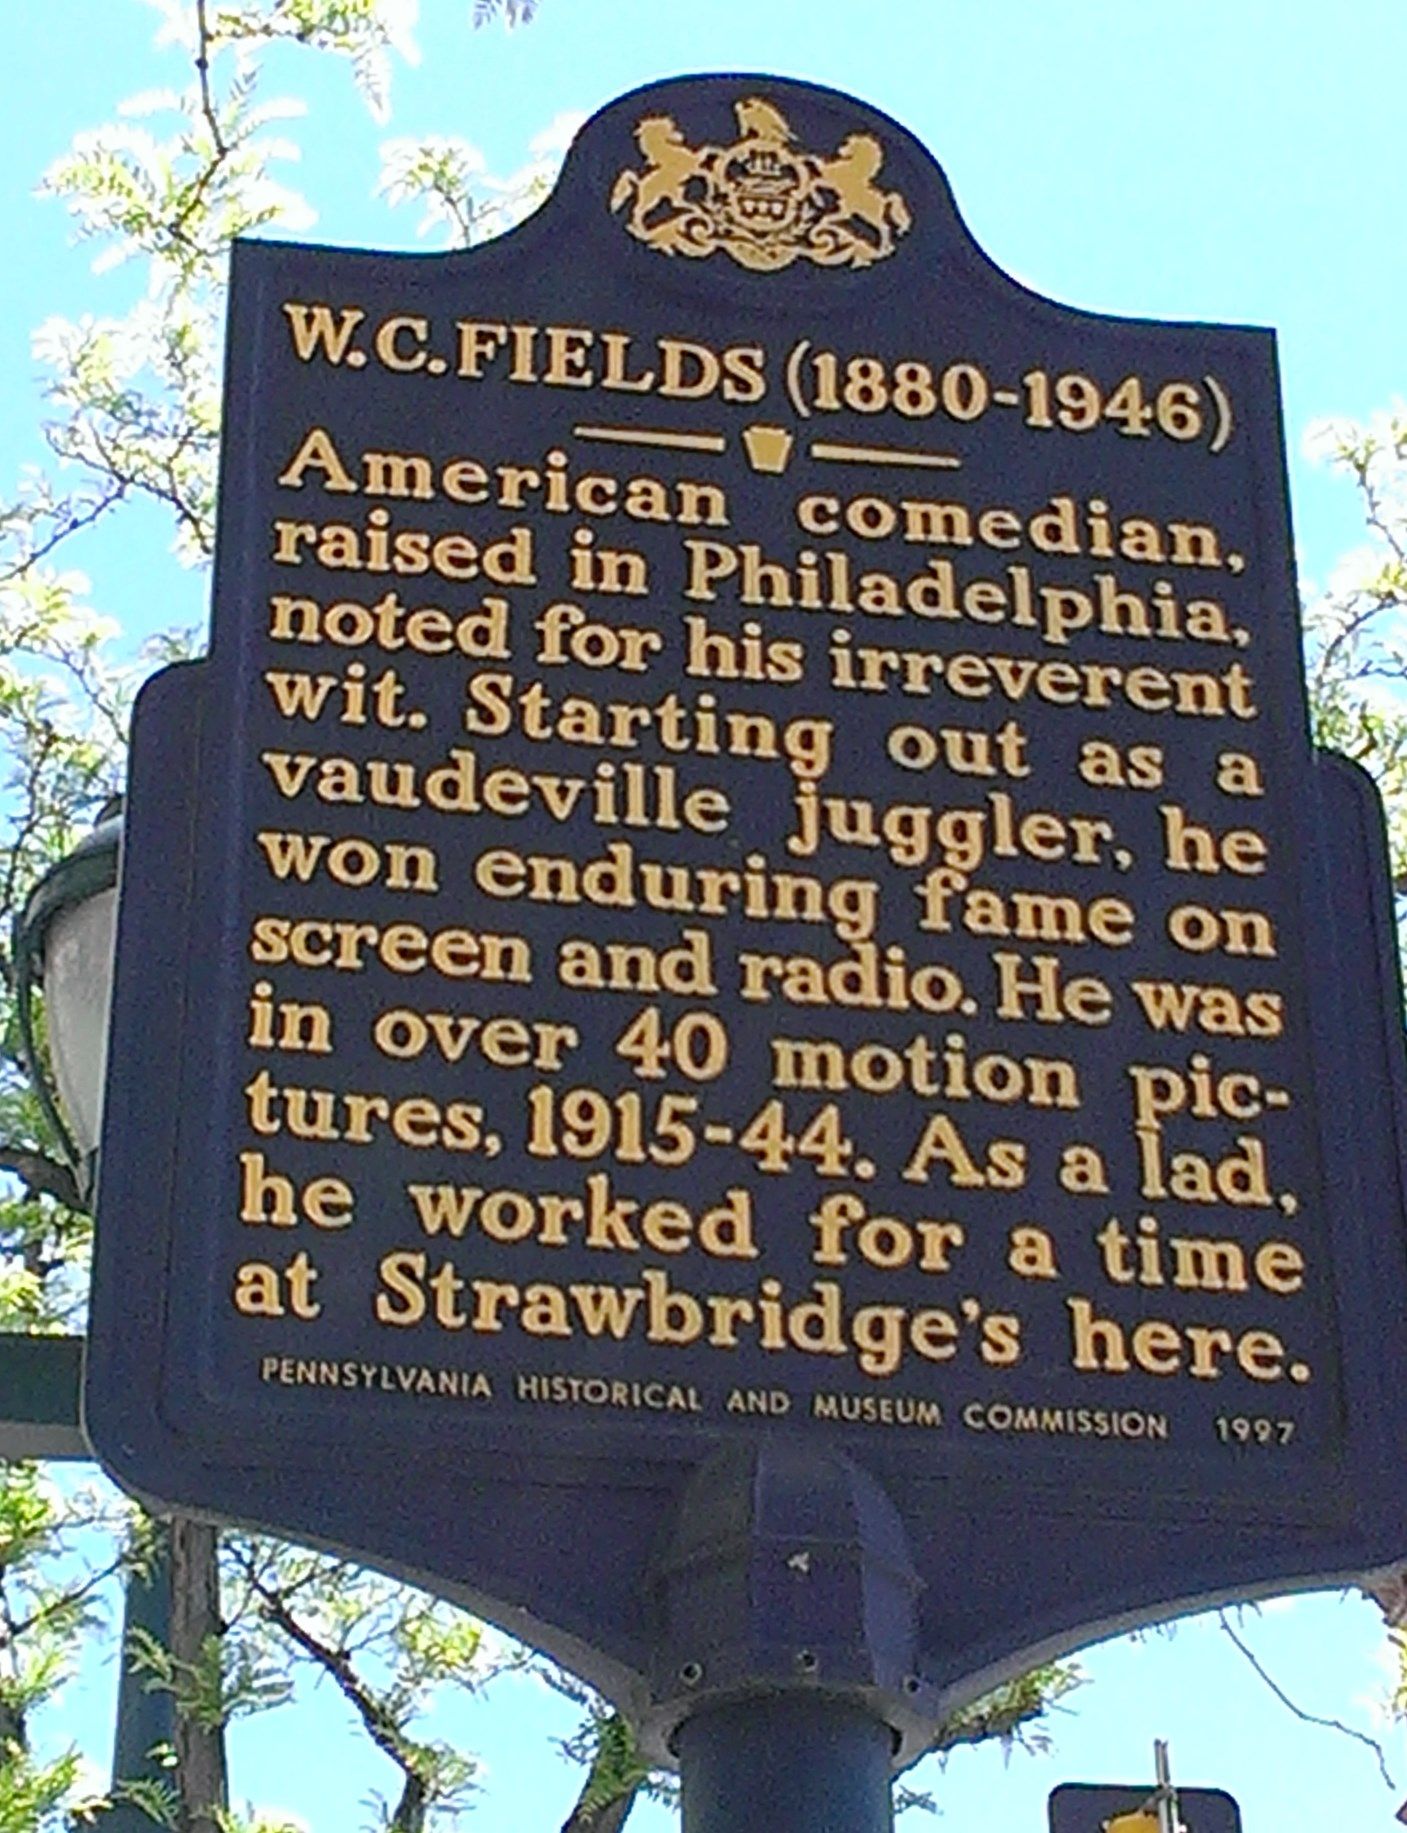 W.C.FIELDS (1880-1946)
American comedian,
raised in Philadelphia,
noted for his irreverent
wit. Starting out as a
vaudeville juggler, he
won enduring fame on
screen and radio. He was
in over 40 motion pic-
tures, 1915-44. As a lad,
he worked for a time
at Strawbridge's here.
PENNSYLVANIA HISTORICAL AND MUSEUM COMMISSION 1997